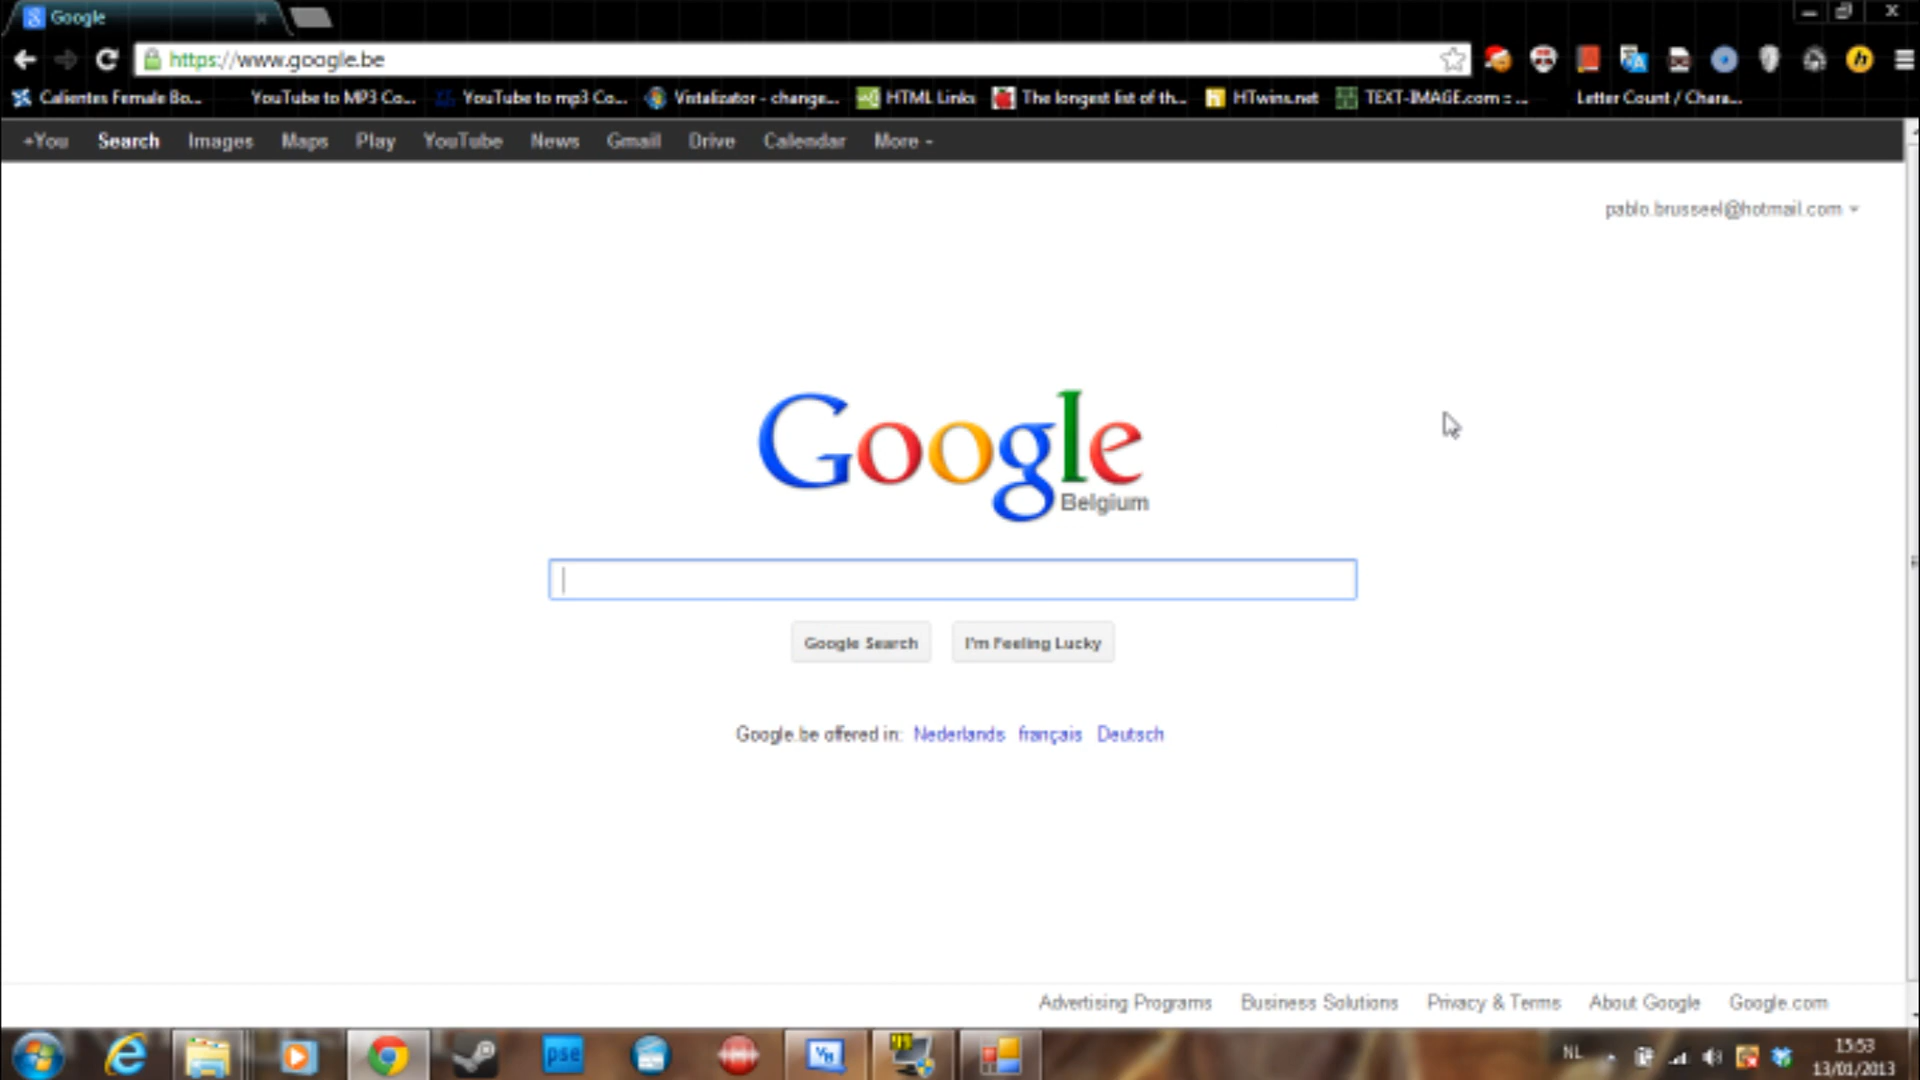 Google
https://www.google.be
Calientes Female Bo... YouTube to MP3 Co... YouTube to mp3 Co... Vistalizator - change... HTML Links The longest list of th... HTwins.net TEXT-IMAGE.com :: ... Letter Count / Chara...
+You Search Images Maps Play YouTube News Gmail Drive Calendar More
pablo.brusseel@hotmail.com
Google
Belgium
Google Search I'm Feeling Lucky
Google.be offered in: Nederlands français Deutsch
Advertising Programs Business Solutions Privacy & Terms About Google Google.com
pse
NL
15:53
13/01/2013